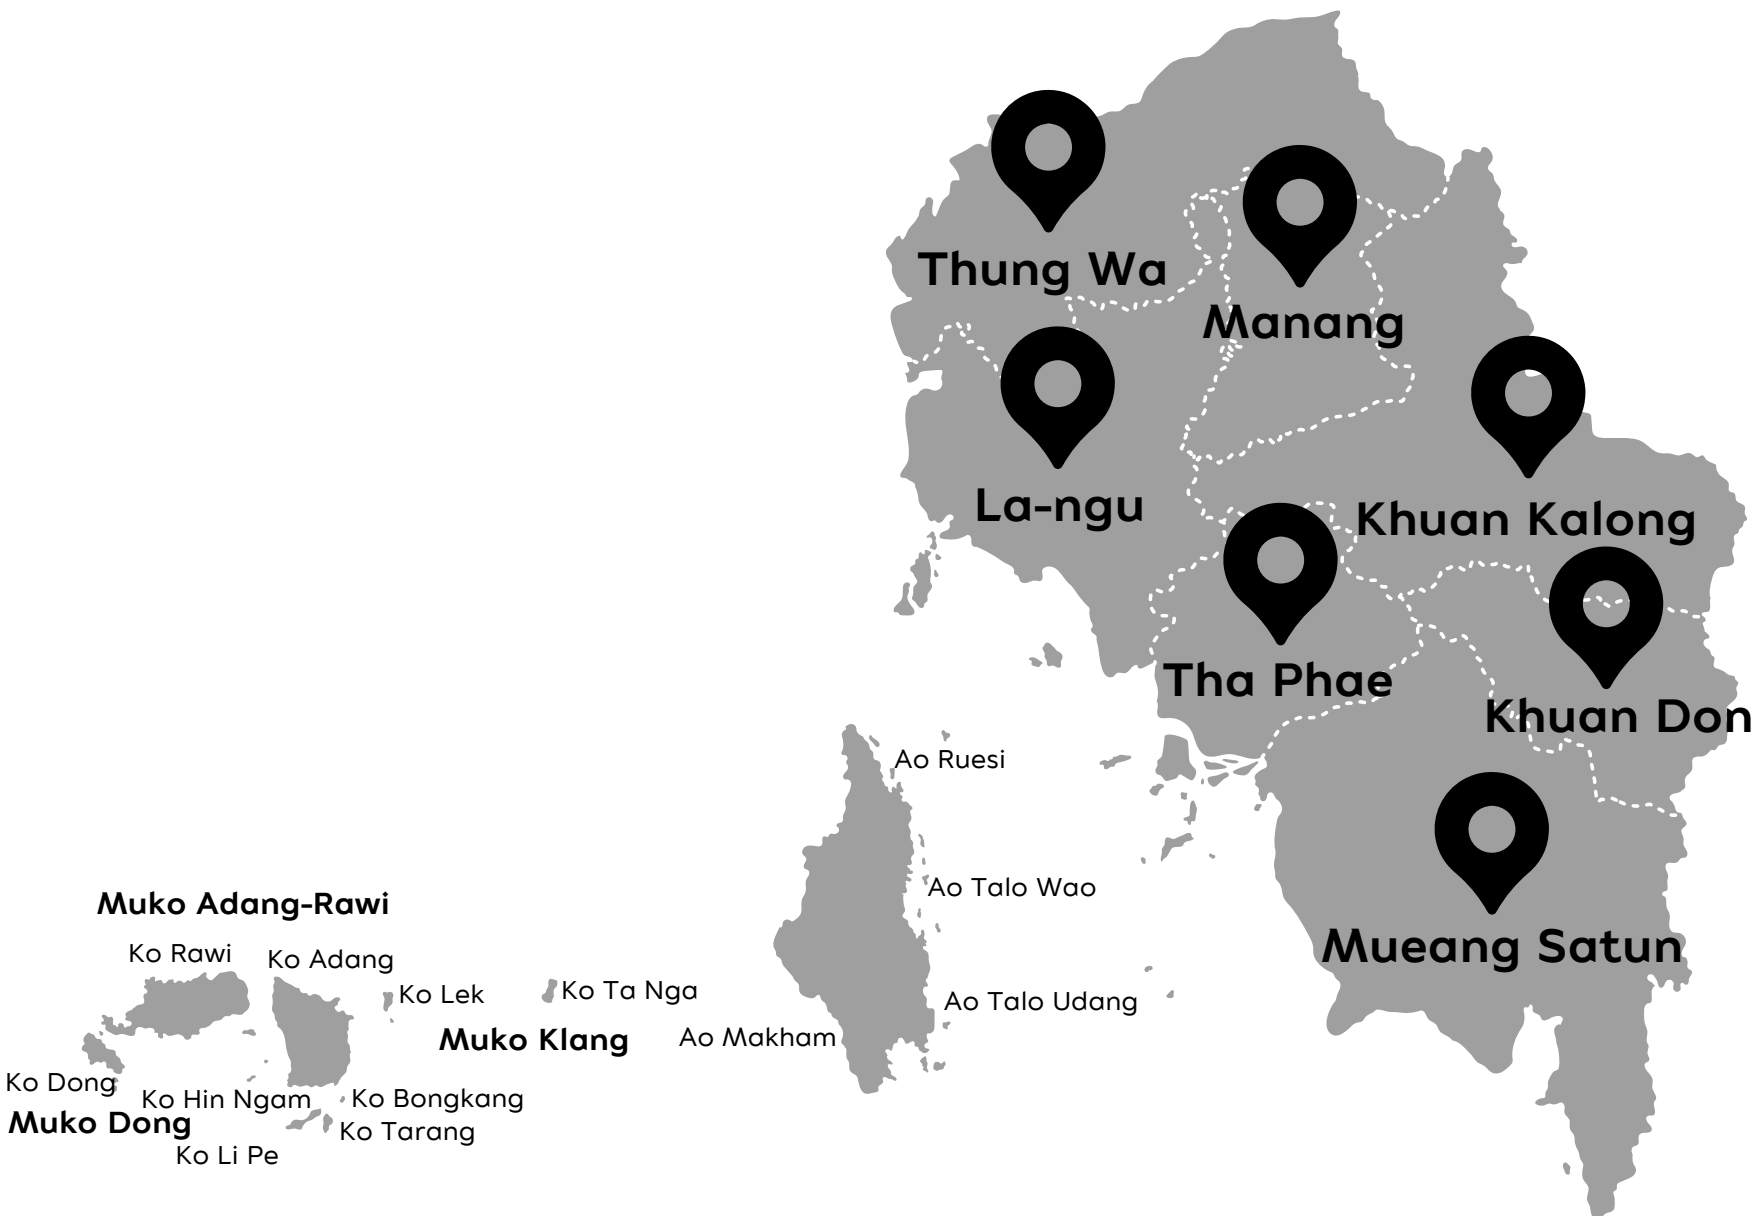 Thung Wa
Manang
La-ngu
Khuan Kalong
Tha Phae
Khuan Don
Ao Ruesi
Ao Talo Wao
Muko Adang-Rawi
Mueang Satun
Ko Rawi
Ko Adang
Ko Lek
Ko Ta Nga
Ao Talo Udang
Muko Klang
Ao Makham
Ko Dong
Ko Hin Ngam
Ko Bongkang
Muko Dong
Ko Tarang
Ko Li Pe